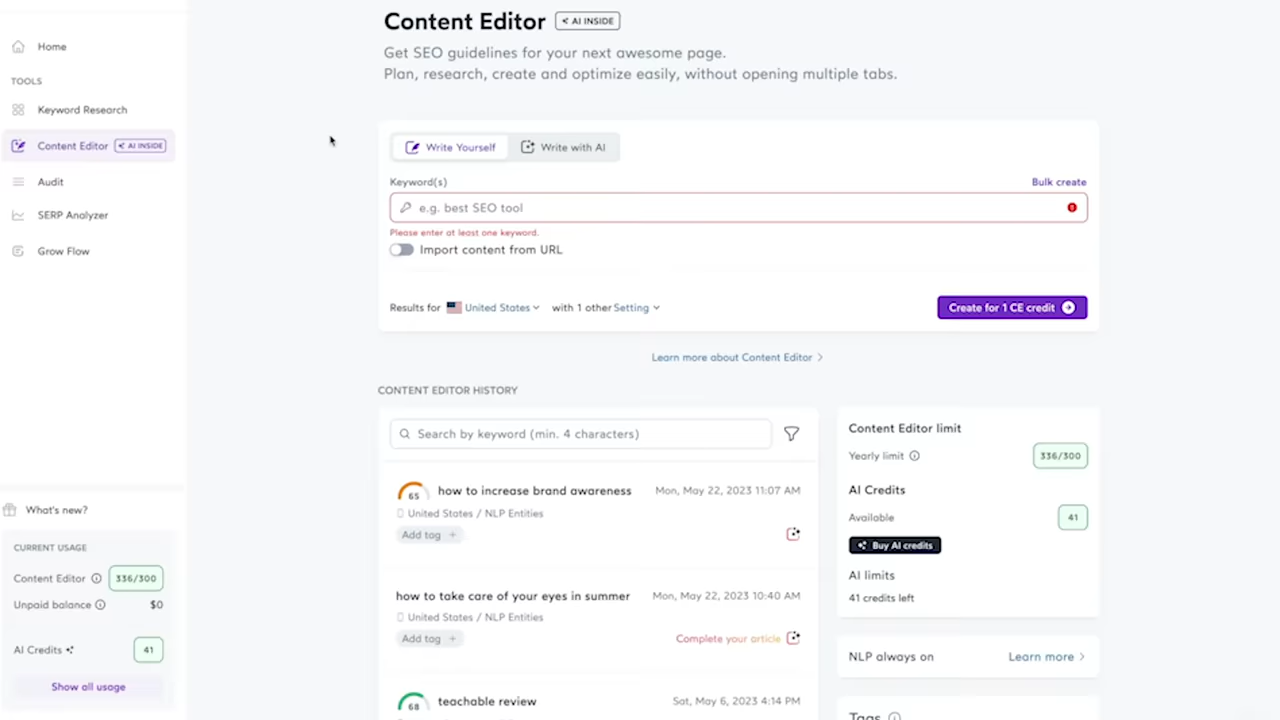 Content Editor AI INSIDE
Get SEO guidelines for your next awesome page.
Plan, research, create and optimize easily, without opening multiple tabs.
Home
TOOLS
Keyword Research
Content Editor AI INSIDE
Audit
SERP Analyzer
Grow Flow
What's new?
CURRENT USAGE
Content Editor 336/300
Unpaid balance $0
AI Credits 41
Show all usage
Write Yourself Write with AI
Keyword(s) Bulk create
e.g. best SEO tool
Please enter at least one keyword.
Import content from URL
Results for United States with 1 other Setting Create for 1 CE credit
Learn more about Content Editor
CONTENT EDITOR HISTORY
Search by keyword (min. 4 characters)
65 how to increase brand awareness Mon, May 22, 2023 11:07 AM
United States / NLP Entities
Add tag +
how to take care of your eyes in summer Mon, May 22, 2023 10:40 AM
United States / NLP Entities
Add tag + Complete your article
68 teachable review Sat, May 6, 2023 4:14 PM
Content Editor limit
Yearly limit 336/300
AI Credits
Available 41
Buy AI credits
AI limits
41 credits left
NLP always on Learn more
Tags